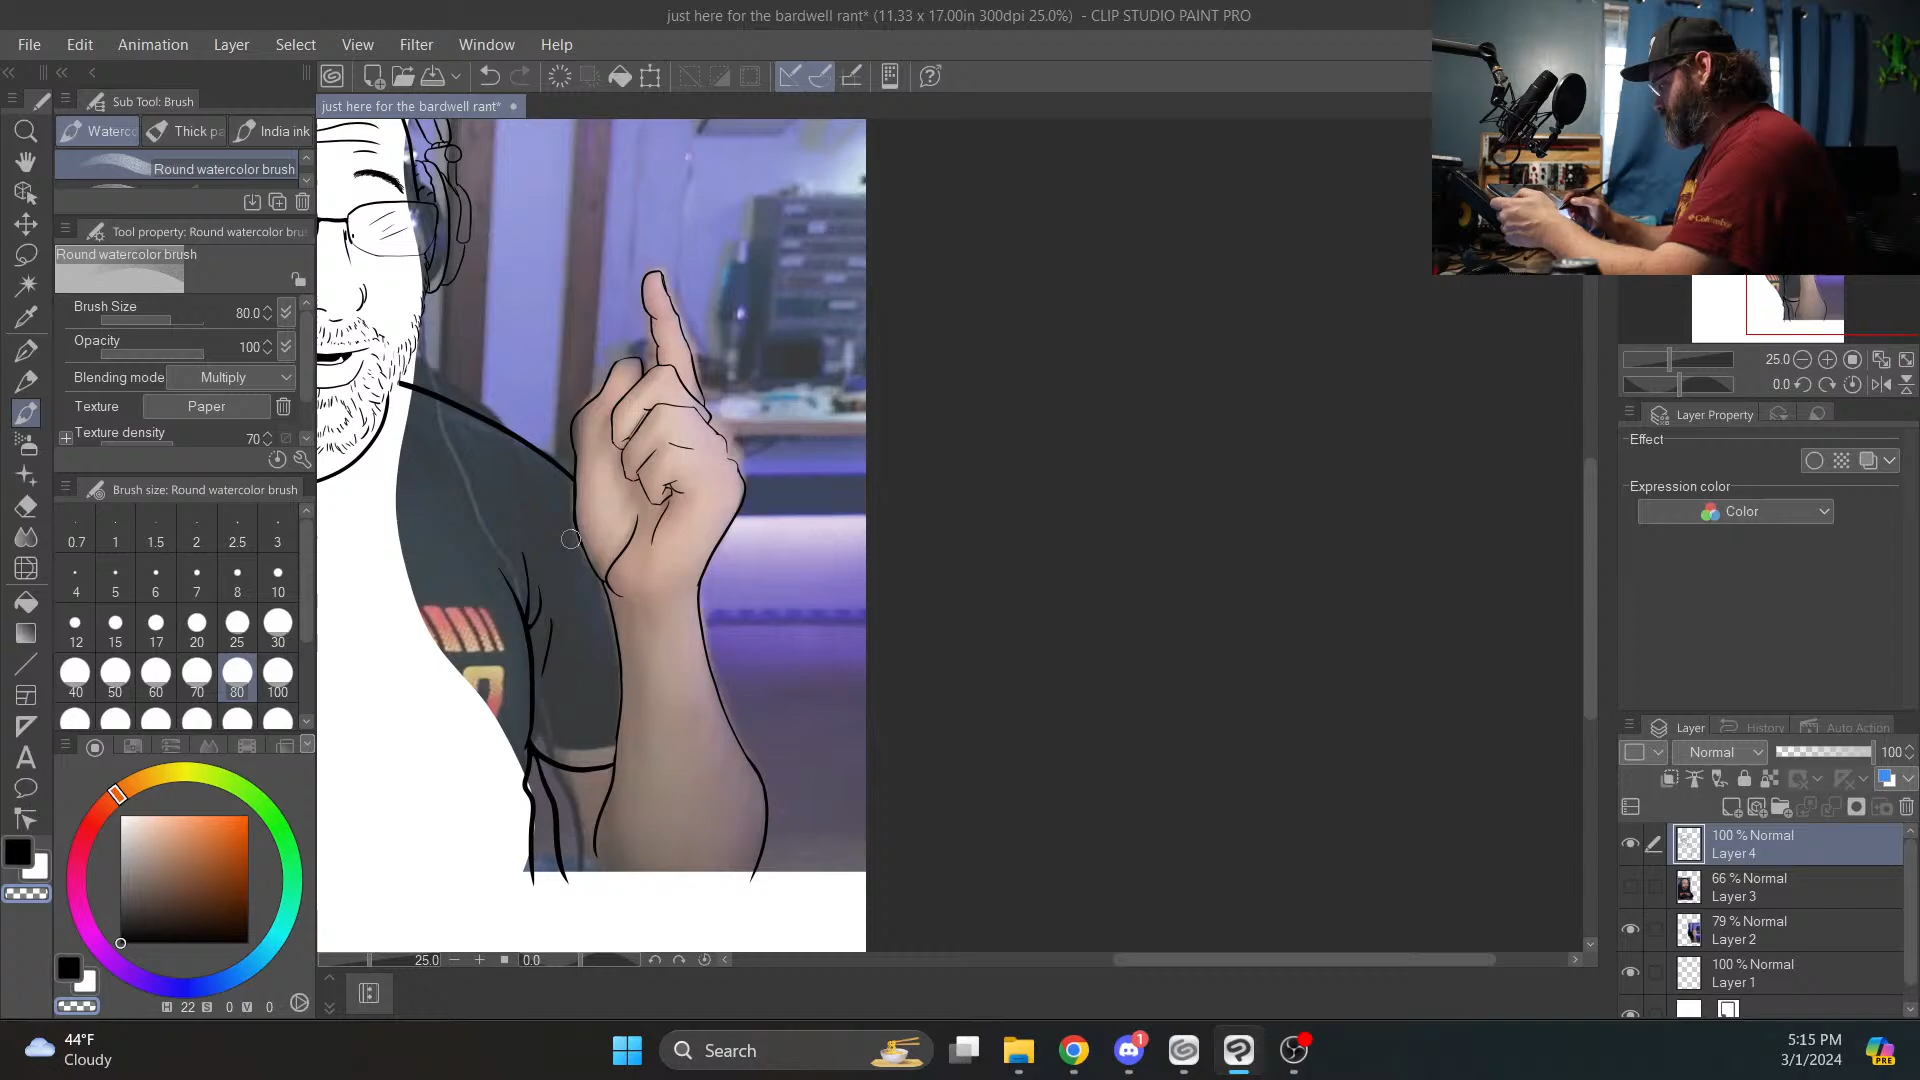 just here for the bardwell rant* (11.33 x 17.00in 300dpi 25.0%) - CLIP STUDIO PAINT PRO
File Edit Animation Layer Select View Filter Window Help
Sub Tool: Brush
just here for the bardwell rant*
Waterco Thick pa India ink
Round watercolor brush
Tool property: Round watercolor bru
Round watercolor brush
Brush Size 80.0
Opacity 100
Blending mode Multiply
Texture Paper
Texture density 70
Brush size: Round watercolor brush
0.7 1 1.5 2 2.5 3
4 5 6 7 8 10
12 15 17 20 25 30
40 50 60 70 80 100
H 22 S 0 V 0
25.0 0.0
Columbia
25.0
0.0
Layer Property
Effect
Expression color
Color
Layer History Auto Action
Normal 100
100 % Normal
Layer 4
66 % Normal
Layer 3
79 % Normal
Layer 2
100 % Normal
Layer 1
44°F
Cloudy
Search
1
5:15 PM
3/1/2024
PRE